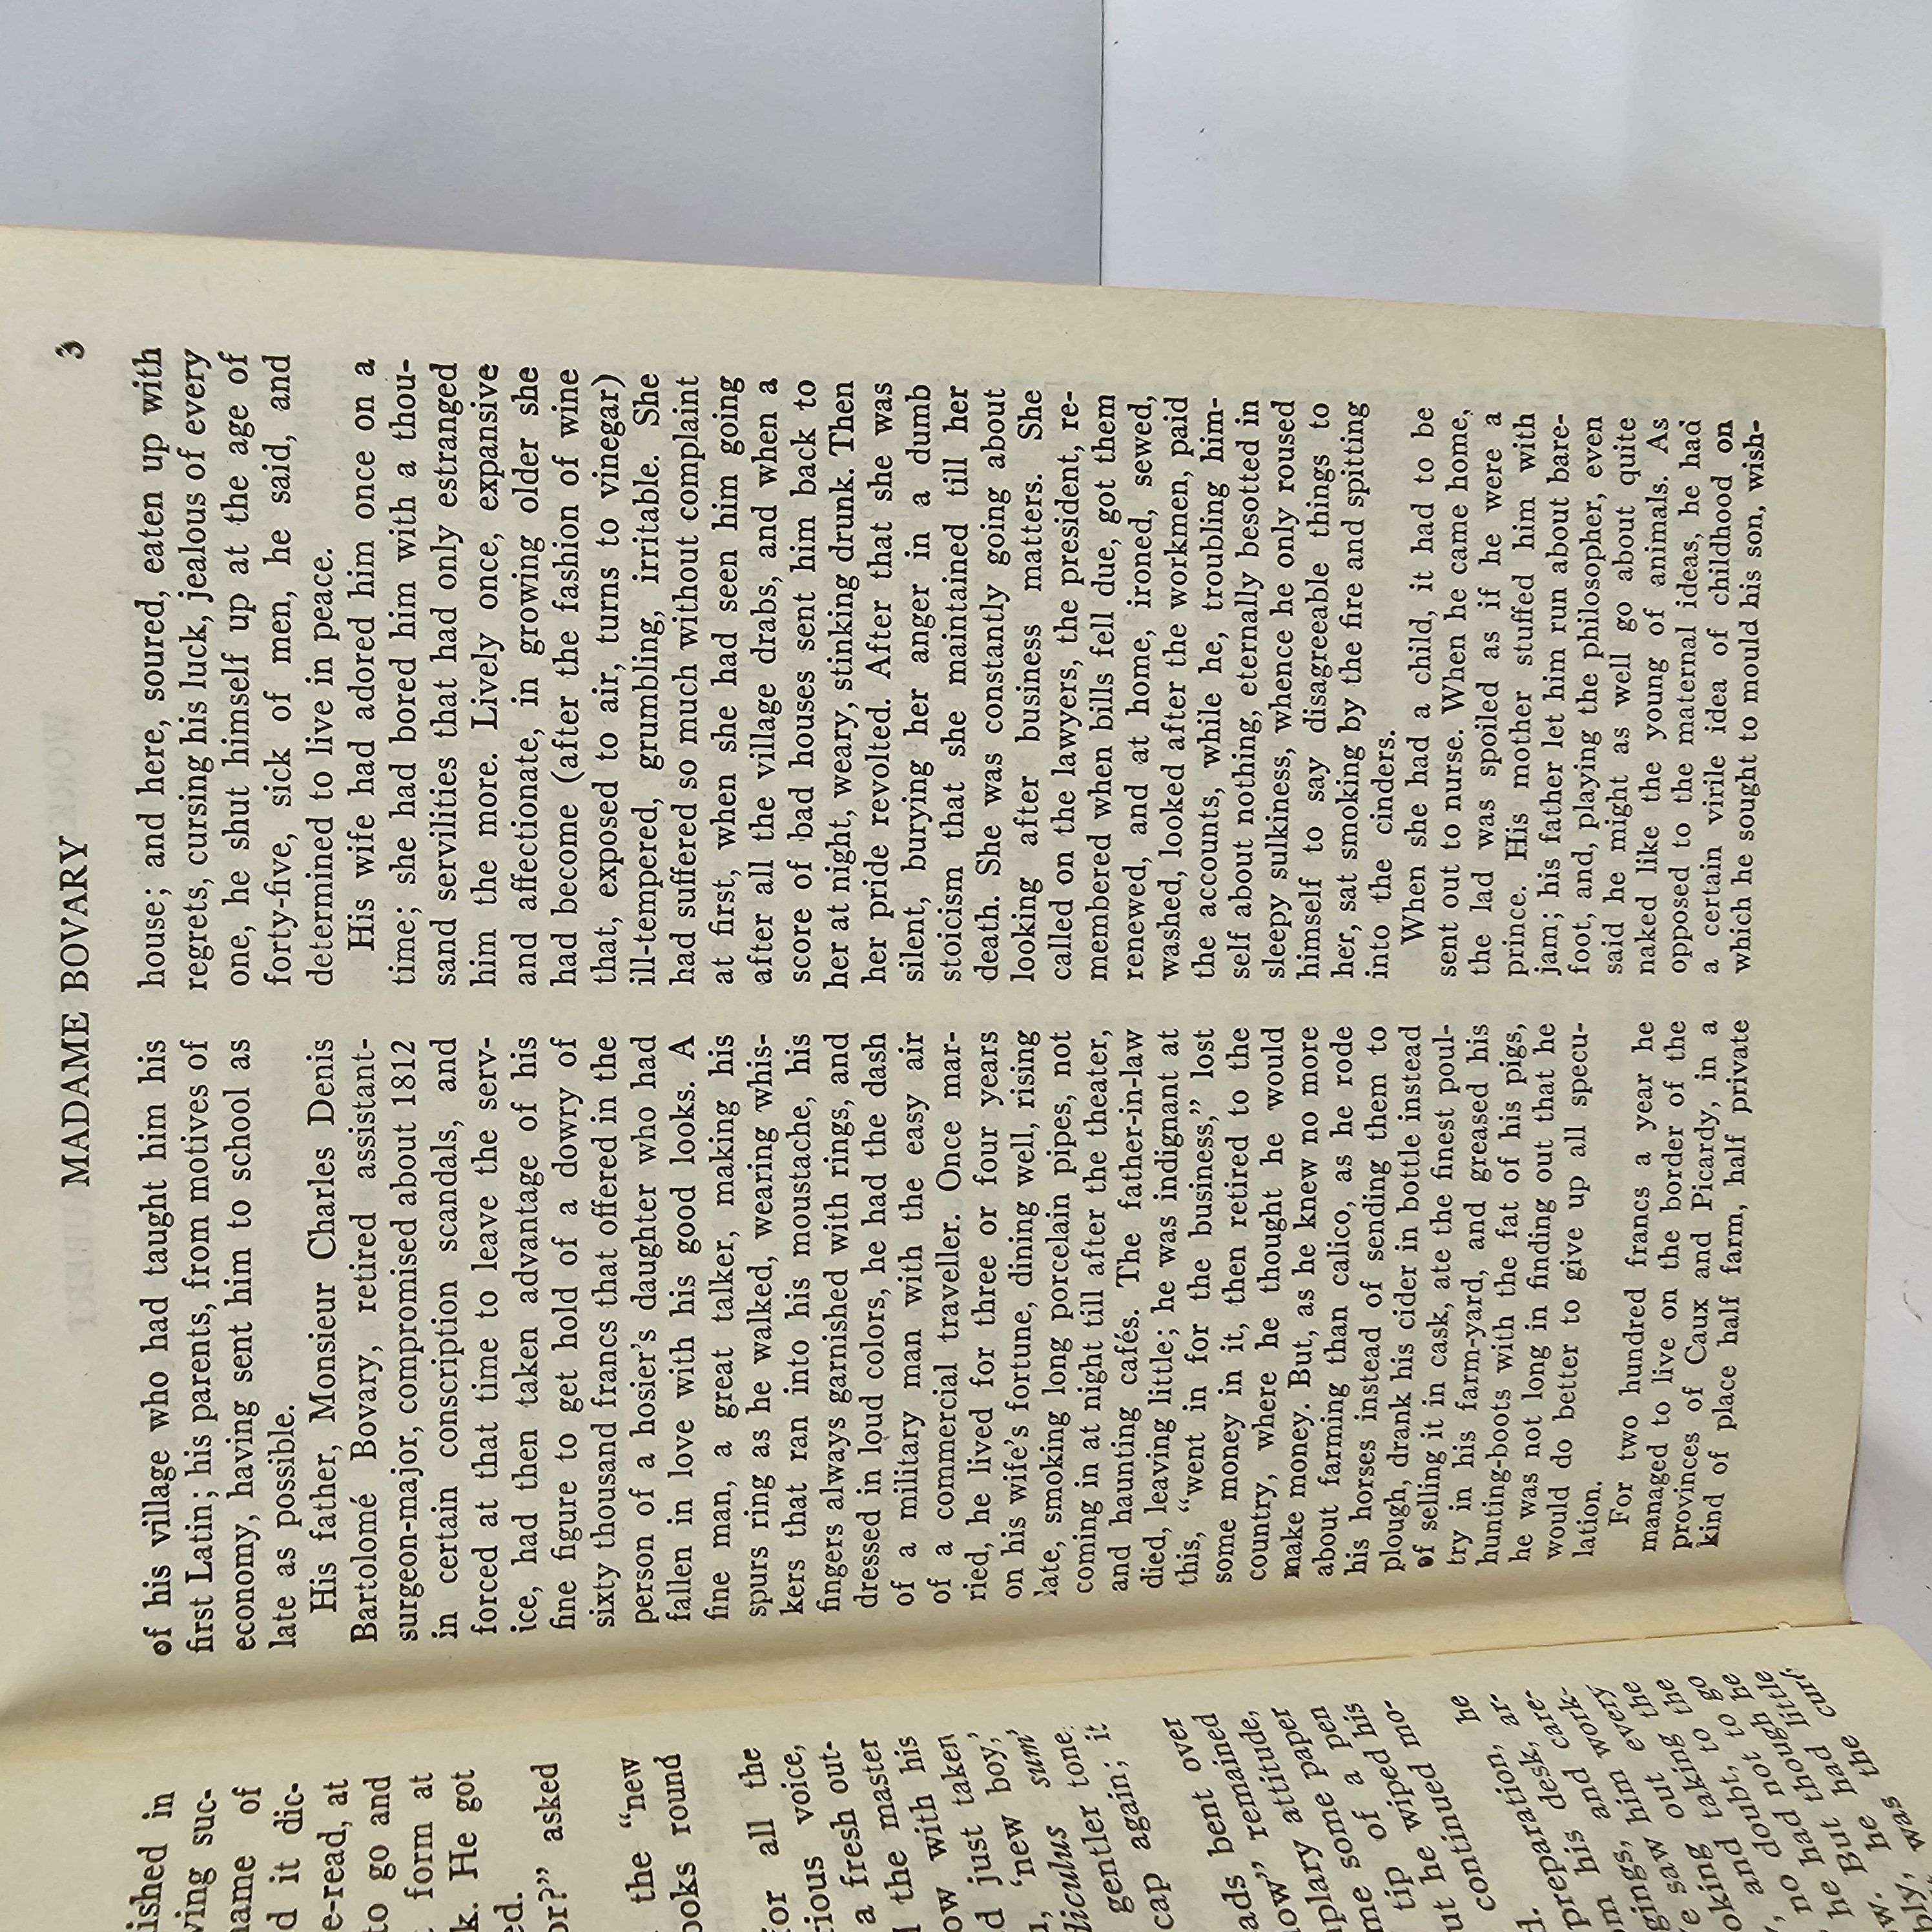 ished in
ving suc-
name of
d it dic-
e-read, at
to go and
form at
k. He got
ed.
or?” asked
the “new
ooks round
for all the
rious voice,
a fresh out-
the master
ow with his
d just taken
‘new boy,’
diculus sum’
gentler tone.
cap again; it
ads bent over
low” remained
plary attitude,
me some paper
tip of a pen
ut he wiped his
continued mo-
d.
preparation, he
om his desk, ar-
gings, and care-
e saw him work-
oking out every
, and taking the
no doubt, to the
he had not to go
ow. But though he
bly, he had little
was the curé,
MADAME BOVARY 3
of his village who had taught him his
first Latin; his parents, from motives of
economy, having sent him to school as
late as possible.
His father, Monsieur Charles Denis
Bartolomé Bovary, retired assistant-
surgeon-major, compromised about 1812
in certain conscription scandals, and
forced at that time to leave the serv-
ice, had then taken advantage of his
fine figure to get hold of a dowry of
sixty thousand francs that offered in the
person of a hosier’s daughter who had
fallen in love with his good looks. A
fine man, a great talker, making his
spurs ring as he walked, wearing whis-
kers that ran into his moustache, his
fingers always garnished with rings, and
dressed in loud colors, he had the dash
of a military man with the easy air
of a commercial traveller. Once mar-
ried, he lived for three or four years
on his wife’s fortune, dining well, rising
late, smoking long porcelain pipes, not
coming in at night till after the theater,
and haunting cafés. The father-in-law
died, leaving little; he was indignant at
this, “went in for the business,” lost
some money in it, then retired to the
country, where he thought he would
make money. But, as he knew no more
about farming than calico, as he rode
his horses instead of sending them to
plough, drank his cider in bottle instead
of selling it in cask, ate the finest poul-
try in his farm-yard, and greased his
hunting-boots with the fat of his pigs,
he was not long in finding out that he
would do better to give up all specu-
lation.
For two hundred francs a year he
managed to live on the border of the
provinces of Caux and Picardy, in a
kind of place half farm, half private
house; and here, soured, eaten up with
regrets, cursing his luck, jealous of every
one, he shut himself up at the age of
forty-five, sick of men, he said, and
determined to live in peace.
His wife had adored him once on a
time; she had bored him with a thou-
sand servilities that had only estranged
him the more. Lively once, expansive
and affectionate, in growing older she
had become (after the fashion of wine
that, exposed to air, turns to vinegar)
ill-tempered, grumbling, irritable. She
had suffered so much without complaint
at first, when she had seen him going
after all the village drabs, and when a
score of bad houses sent him back to
her at night, weary, stinking drunk. Then
her pride revolted. After that she was
silent, burying her anger in a dumb
stoicism that she maintained till her
death. She was constantly going about
looking after business matters. She
called on the lawyers, the president, re-
membered when bills fell due, got them
renewed, and at home, ironed, sewed,
washed, looked after the workmen, paid
the accounts, while he, troubling him-
self about nothing, eternally besotted in
sleepy sulkiness, whence he only roused
himself to say disagreeable things to
her, sat smoking by the fire and spitting
into the cinders.
When she had a child, it had to be
sent out to nurse. When he came home,
the lad was spoiled as if he were a
prince. His mother stuffed him with
jam; his father let him run about bare-
foot, and, playing the philosopher, even
said he might as well go about quite
naked like the young of animals. As
opposed to the maternal ideas, he had
a certain virile idea of childhood on
which he sought to mould his son, wish-